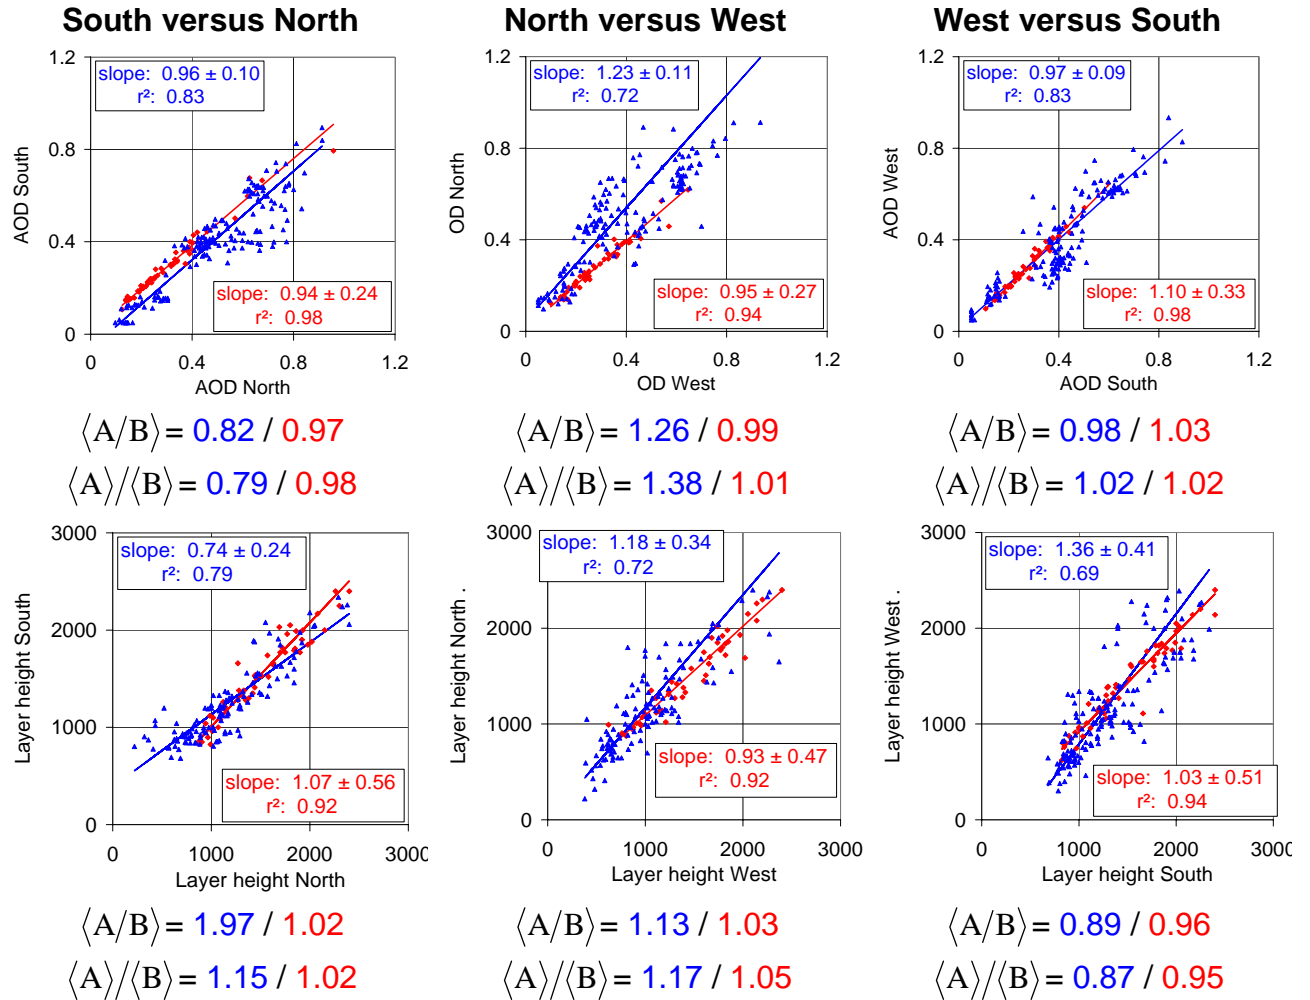 South versus North
North versus West
West versus South
1.2
0.8
0.4
0
AOD South
slope: 0.96 ± 0.10
r²: 0.83
slope: 0.94 ± 0.24
r²: 0.98
0 0.4 0.8 1.2
AOD North
1.2
0.8
0.4
0
OD North
slope: 1.23 ± 0.11
r²: 0.72
slope: 0.95 ± 0.27
r²: 0.94
0 0.4 0.8 1.2
OD West
1.2
0.8
0.4
0
AOD West
slope: 0.97 ± 0.09
r²: 0.83
slope: 1.10 ± 0.33
r²: 0.98
0 0.4 0.8 1.2
AOD South
⟨A/B⟩= 0.82 / 0.97
⟨A/B⟩= 1.26 / 0.99
⟨A/B⟩= 0.98 / 1.03
⟨A⟩/⟨B⟩= 0.79 / 0.98
⟨A⟩/⟨B⟩= 1.38 / 1.01
⟨A⟩/⟨B⟩= 1.02 / 1.02
3000
2000
1000
0
Layer height South
slope: 0.74 ± 0.24
r²: 0.79
slope: 1.07 ± 0.56
r²: 0.92
0 1000 2000 3000
Layer height North
3000
2000
1000
0
Layer height North .
slope: 1.18 ± 0.34
r²: 0.72
slope: 0.93 ± 0.47
r²: 0.92
0 1000 2000 3000
Layer height West
3000
2000
1000
0
Layer height West .
slope: 1.36 ± 0.41
r²: 0.69
slope: 1.03 ± 0.51
r²: 0.94
0 1000 2000 3000
Layer height South
⟨A/B⟩= 1.97 / 1.02
⟨A/B⟩= 1.13 / 1.03
⟨A/B⟩= 0.89 / 0.96
⟨A⟩/⟨B⟩= 1.15 / 1.02
⟨A⟩/⟨B⟩= 1.17 / 1.05
⟨A⟩/⟨B⟩= 0.87 / 0.95